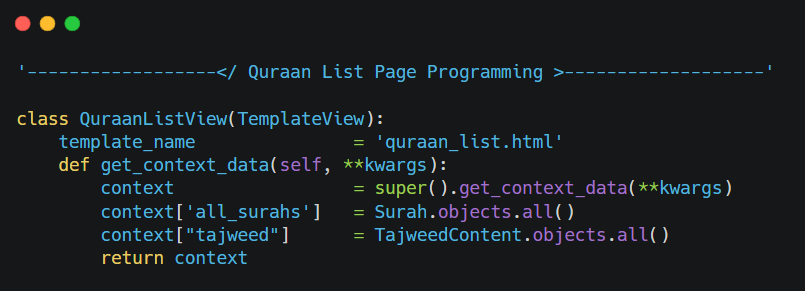 '------------------</ Quraan List Page Programming >-------------------'
class QuraanListView(TemplateView):
    template_name               = 'quraan_list.html'
    def get_context_data(self, **kwargs):
        context                 = super().get_context_data(**kwargs)
        context['all_surahs']   = Surah.objects.all()
        context["tajweed"]      = TajweedContent.objects.all()
        return context